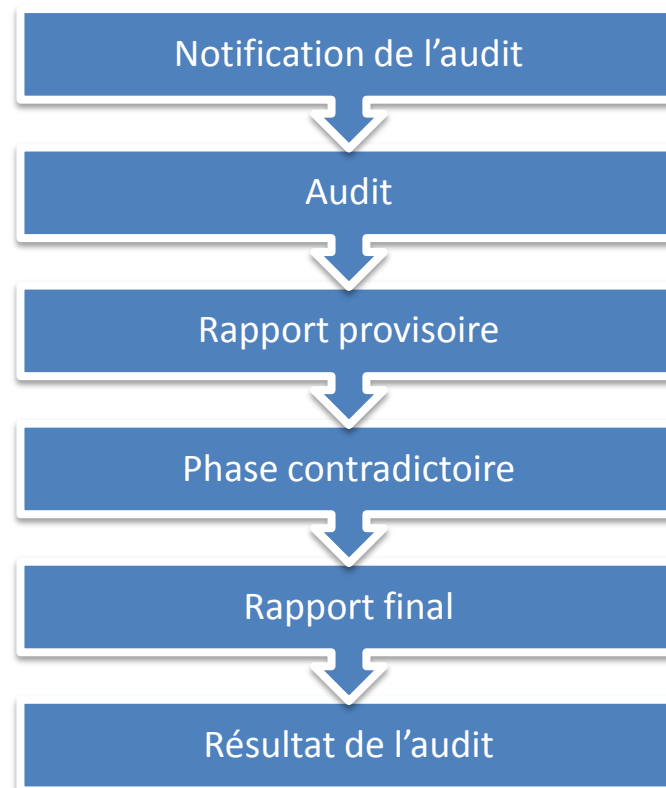 Notification de l’audit
Audit
Rapport provisoire
Phase contradictoire
Rapport final
Résultat de l’audit